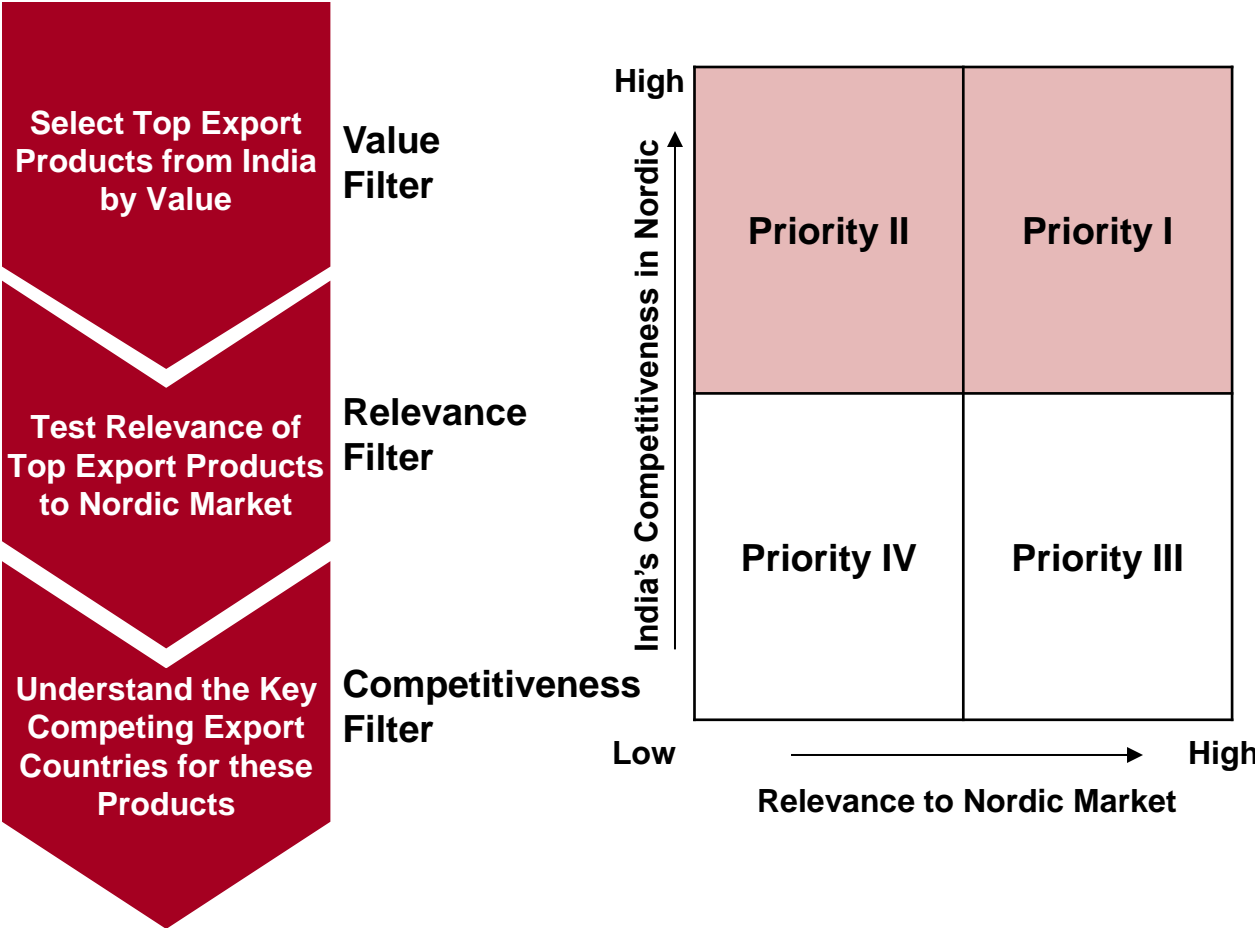 Select Top Export
Products from India
by Value
Value
Filter
Test Relevance of
Top Export Products
to Nordic Market
Relevance
Filter
Understand the Key
Competing Export
Countries for these
Products
Competitiveness
Filter
High
India's Competitiveness in Nordic
Priority II
Priority I
Priority IV
Priority III
Low
High
Relevance to Nordic Market